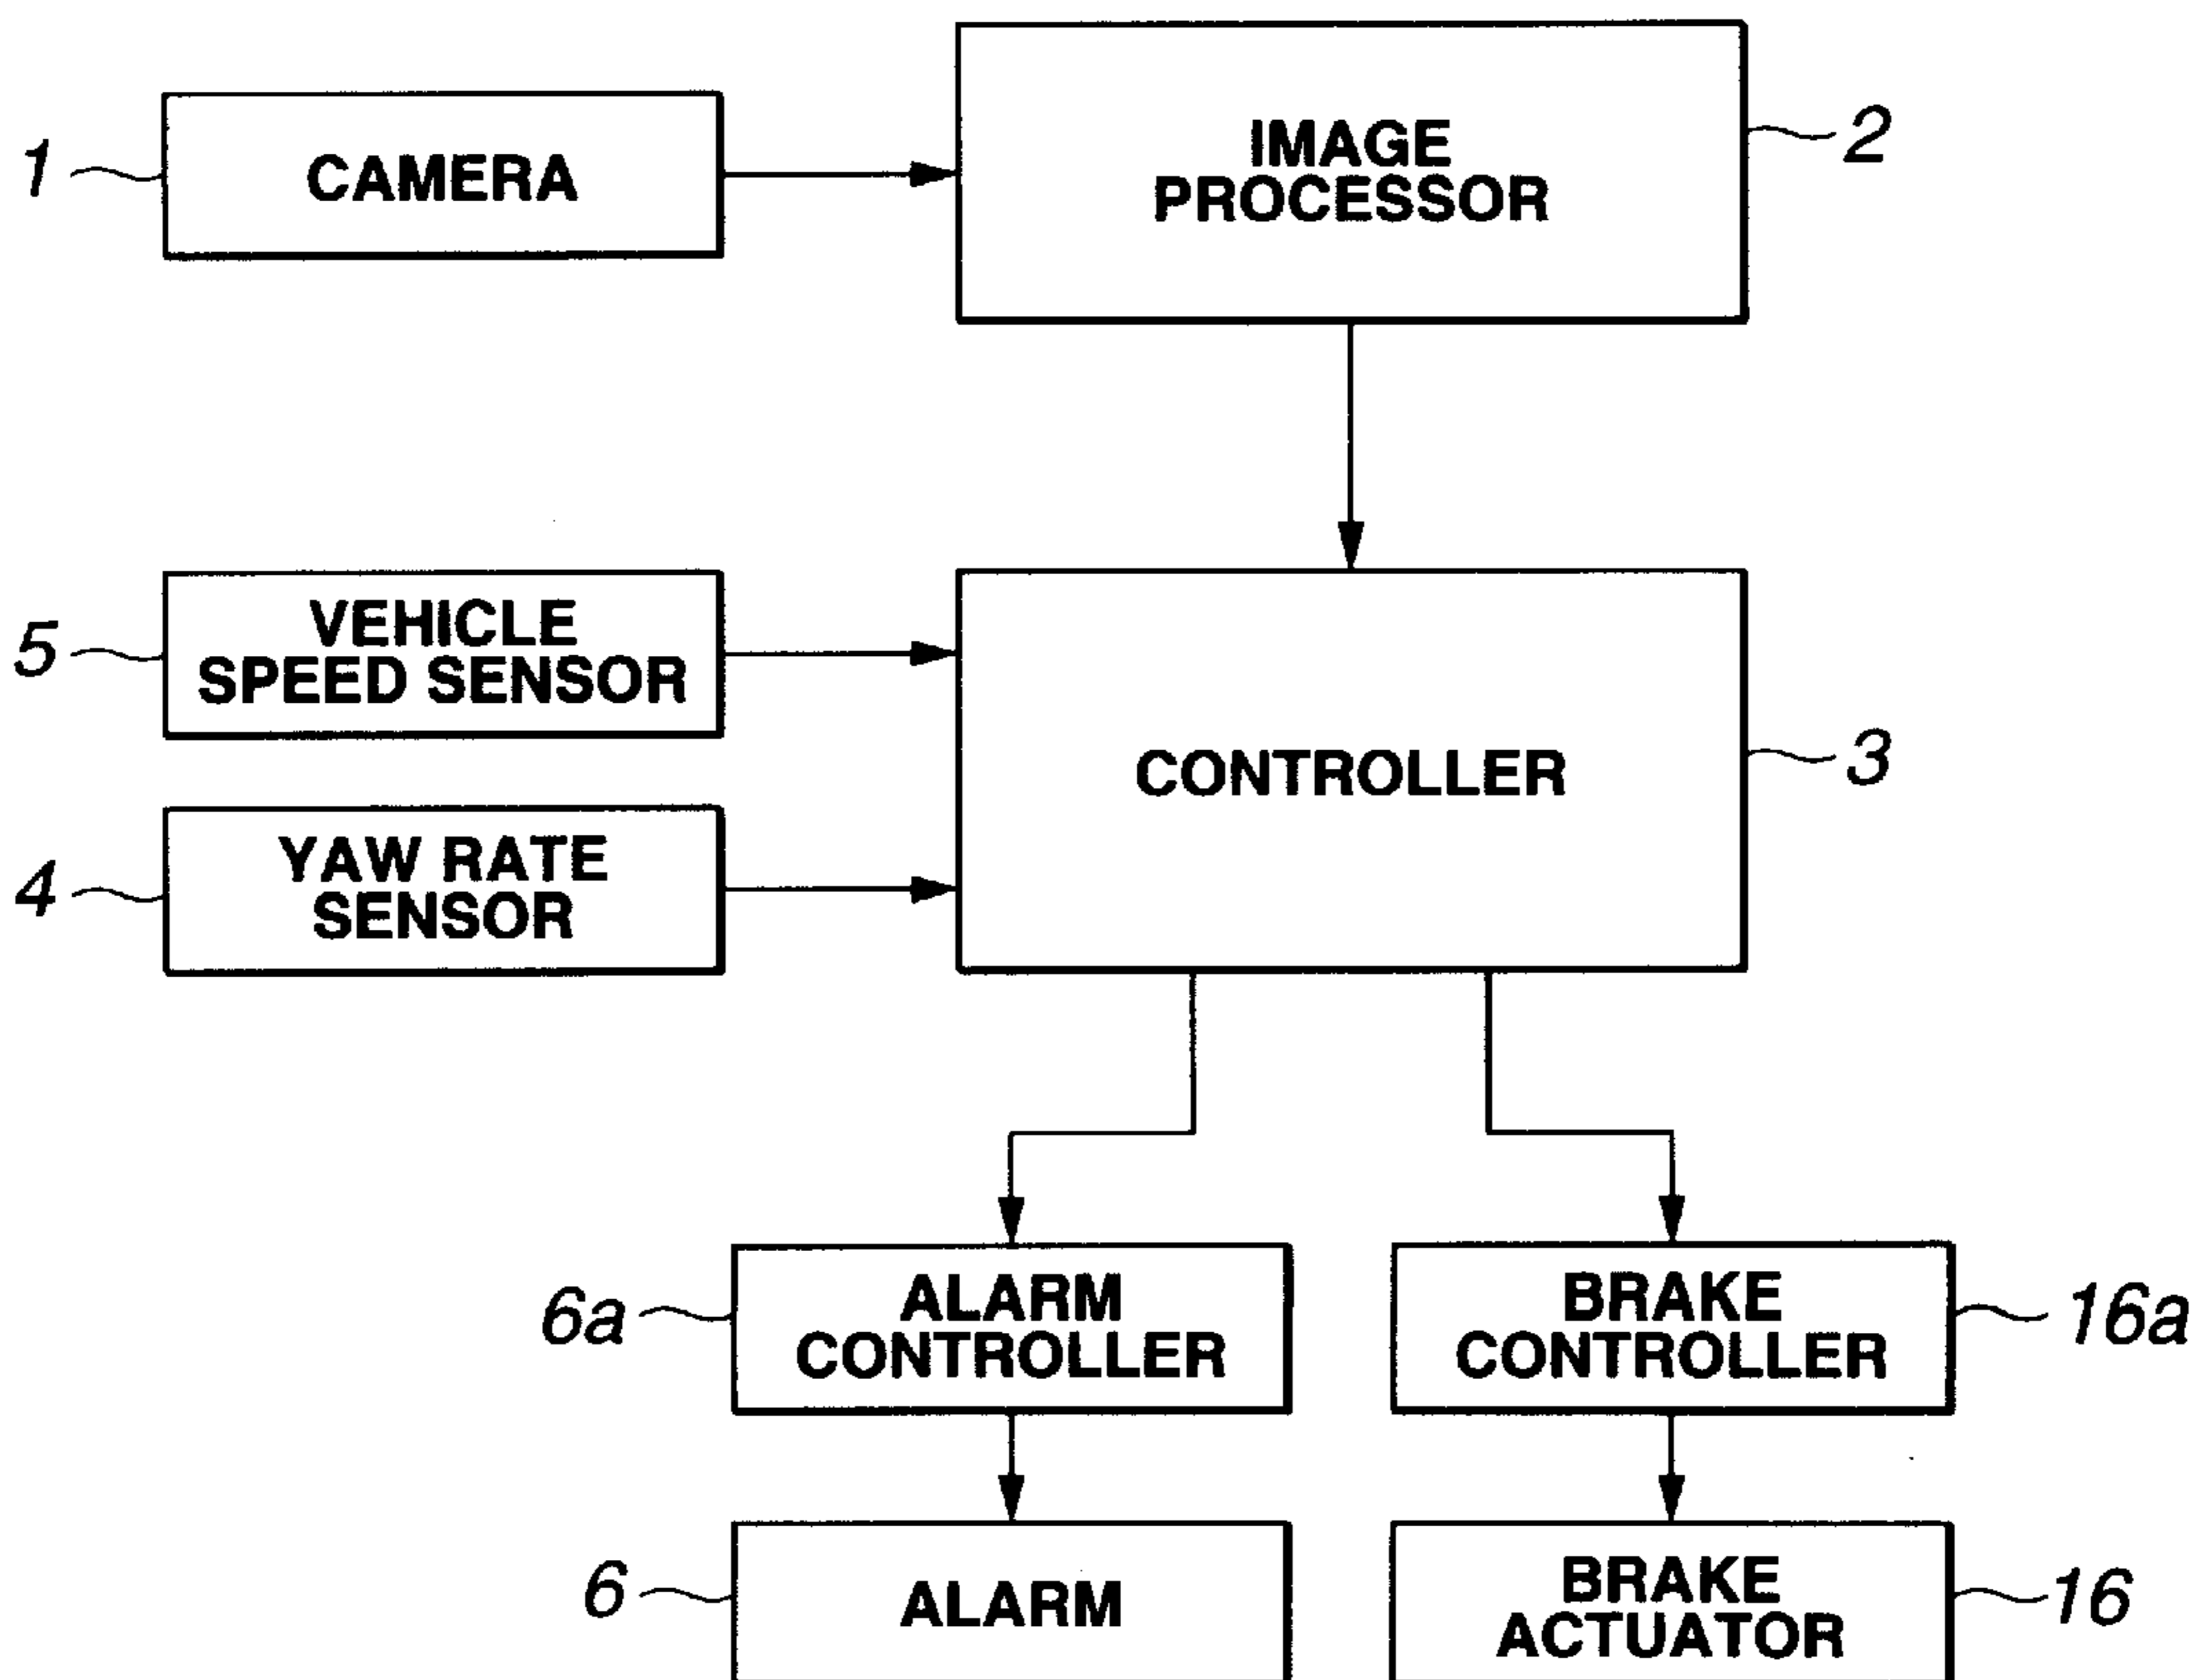 1
CAMERA
IMAGE
PROCESSOR
2
5
VEHICLE
SPEED SENSOR
CONTROLLER
3
4
YAW RATE
SENSOR
6a
ALARM
CONTROLLER
BRAKE
CONTROLLER
16a
6
ALARM
BRAKE
ACTUATOR
16